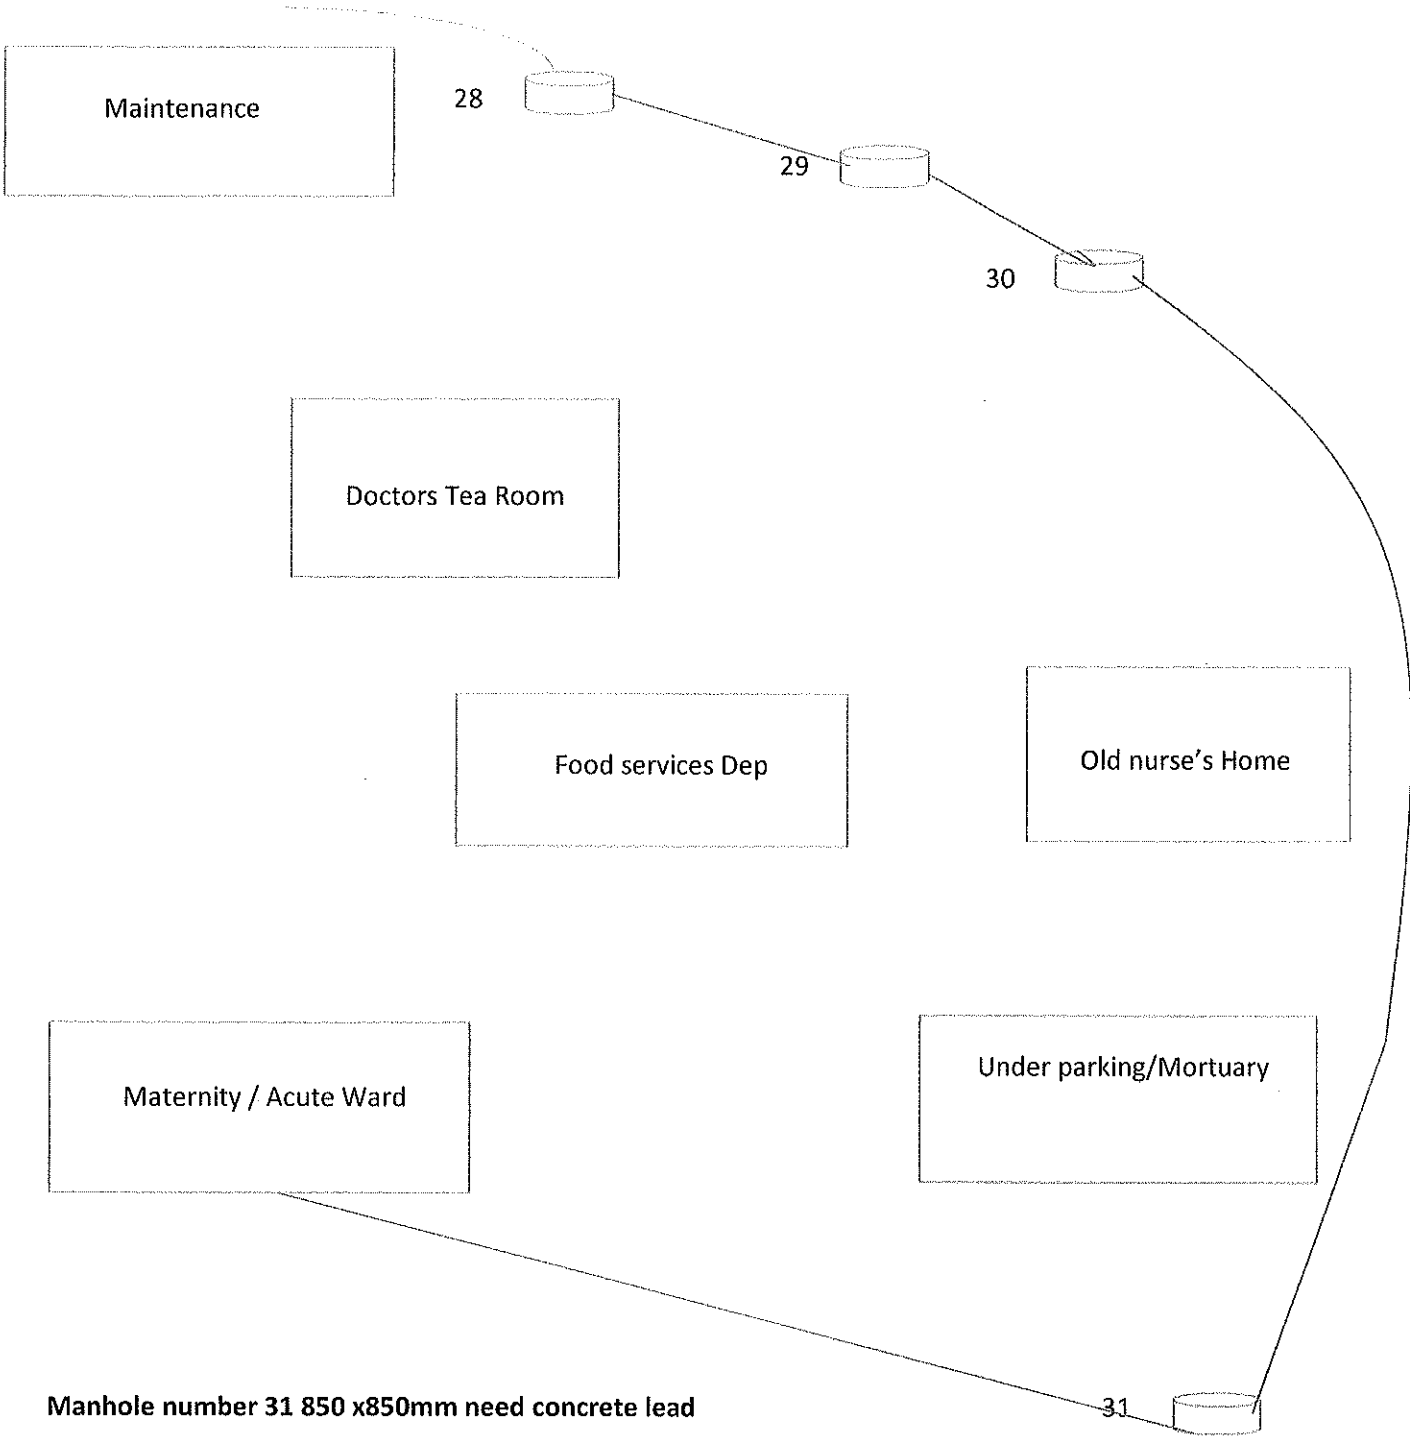 Maintenance
28
29
30
Doctors Tea Room
Food services Dep
Old nurse's Home
Maternity / Acute Ward
Under parking/Mortuary
Manhole number 31 850 x850mm need concrete lead
31